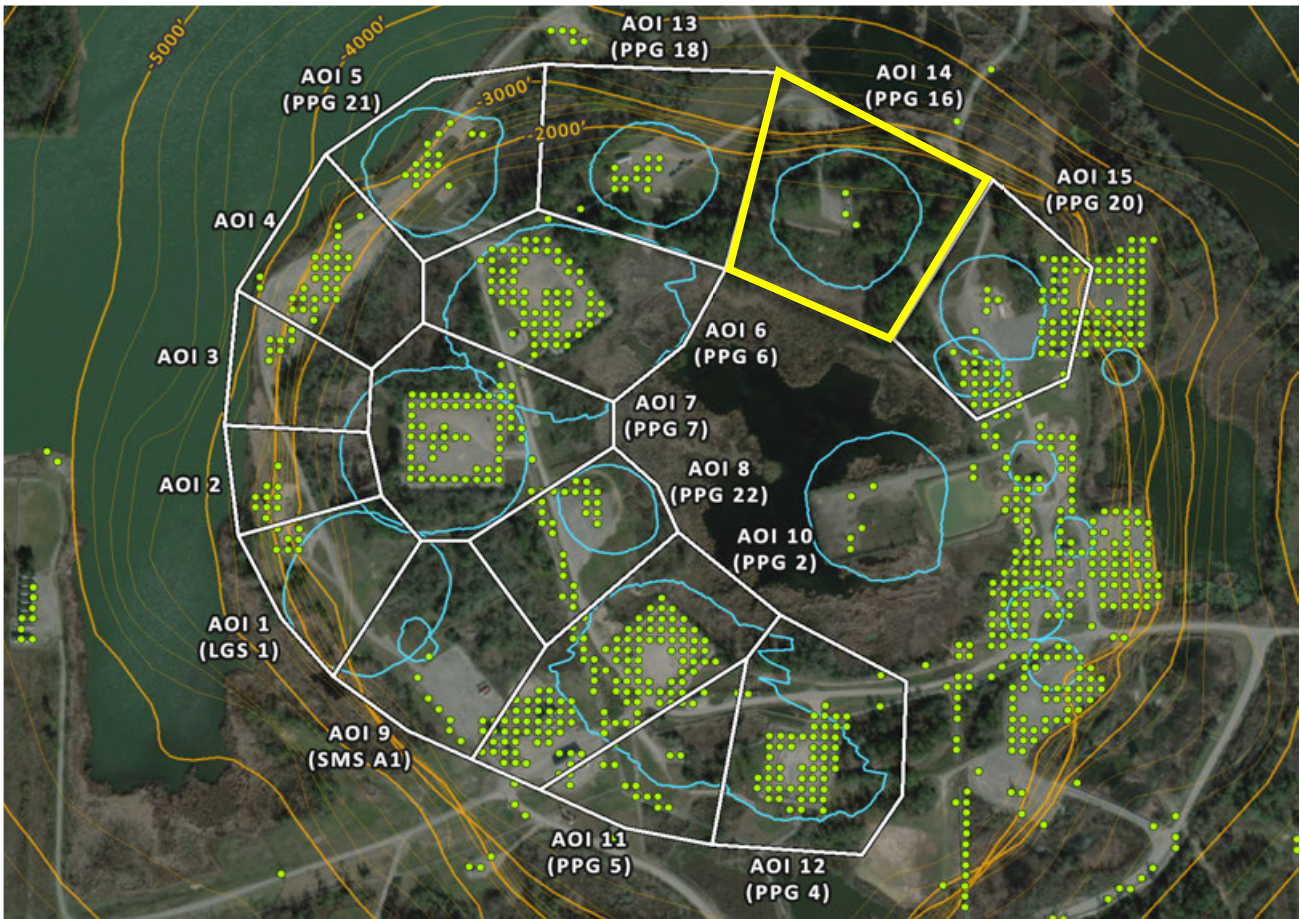 -5000'
-4000'
-3000'
-2000'
AOI 13
(PPG 18)
AOI 5
(PPG 21)
AOI 14
(PPG 16)
AOI 15
(PPG 20)
AOI 4
AOI 3
AOI 6
(PPG 6)
AOI 7
(PPG 7)
AOI 8
(PPG 22)
AOI 2
AOI 10
(PPG 2)
AOI 1
(LGS 1)
AOI 9
(SMS A1)
AOI 11
(PPG 5)
AOI 12
(PPG 4)